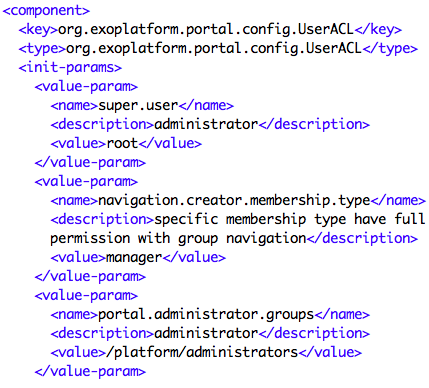 <component>
<key>org.exoplatform.portal.config.UserACL</key>
<type>org.exoplatform.portal.config.UserACL</type>
<init-params>
<value-param>
<name>super.user</name>
<description>administrator</description>
<value>root</value>
</value-param>
<value-param>
<name>navigation.creator.membership.type</name>
<description>specific membership type have full
permission with group navigation</description>
<value>manager</value>
</value-param>
<value-param>
<name>portal.administrator.groups</name>
<description>administrator</description>
<value>/platform/administrators</value>
</value-param>